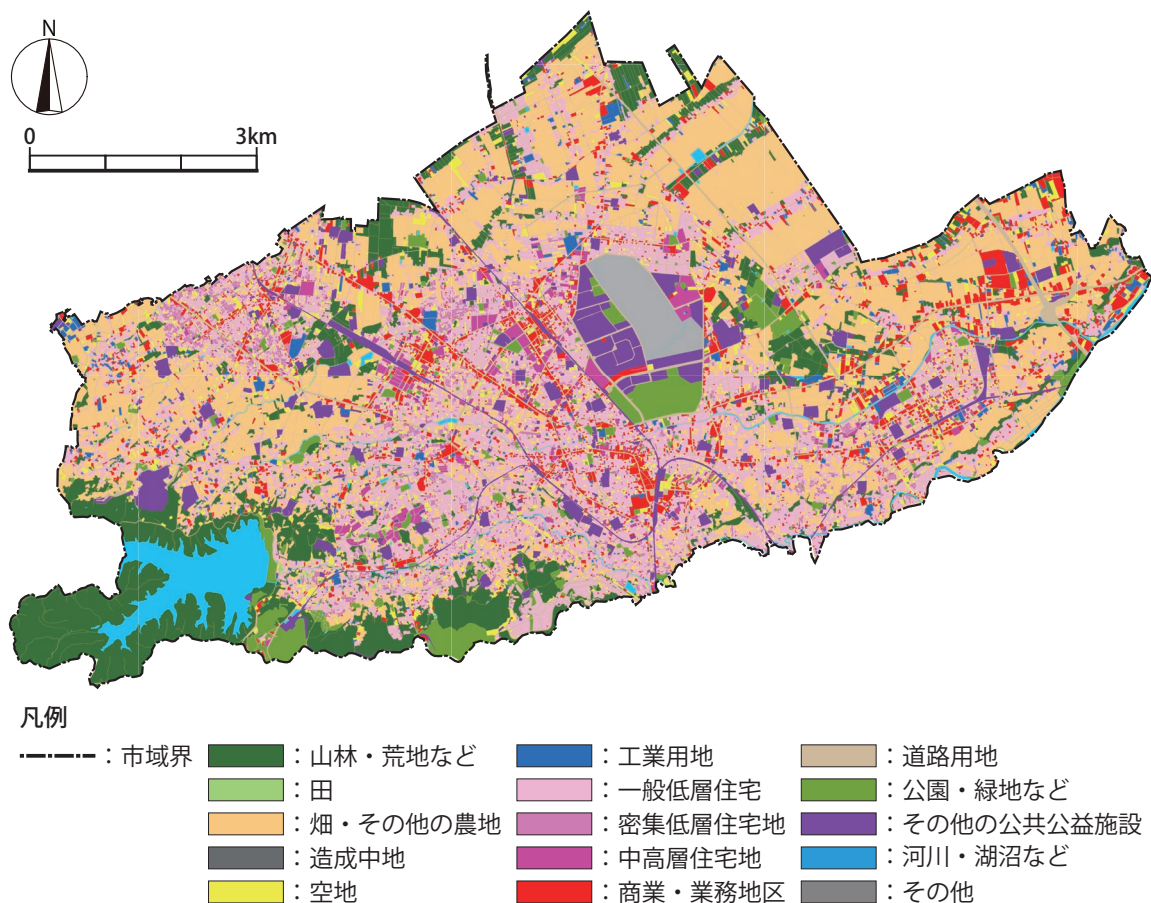 N
0 3km
凡例
：市域界 ：山林・荒地など ：工業用地 ：道路用地
：田 ：一般低層住宅 ：公園・緑地など
：畑・その他の農地 ：密集低層住宅地 ：その他の公共公益施設
：造成中地 ：中高層住宅地 ：河川・湖沼など
：空地 ：商業・業務地区 ：その他